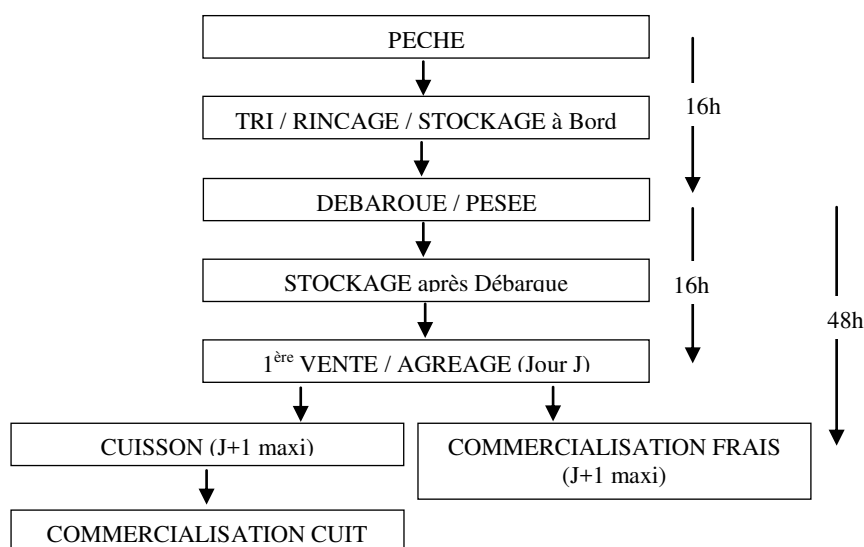 PECHE
16h
TRI / RINCAGE / STOCKAGE à Bord
DEBARQUE / PESEE
STOCKAGE après Débarque
16h
48h
1ère VENTE / AGREAGE (Jour J)
CUISSON (J+1 maxi)
COMMERCIALISATION FRAIS
(J+1 maxi)
COMMERCIALISATION CUIT